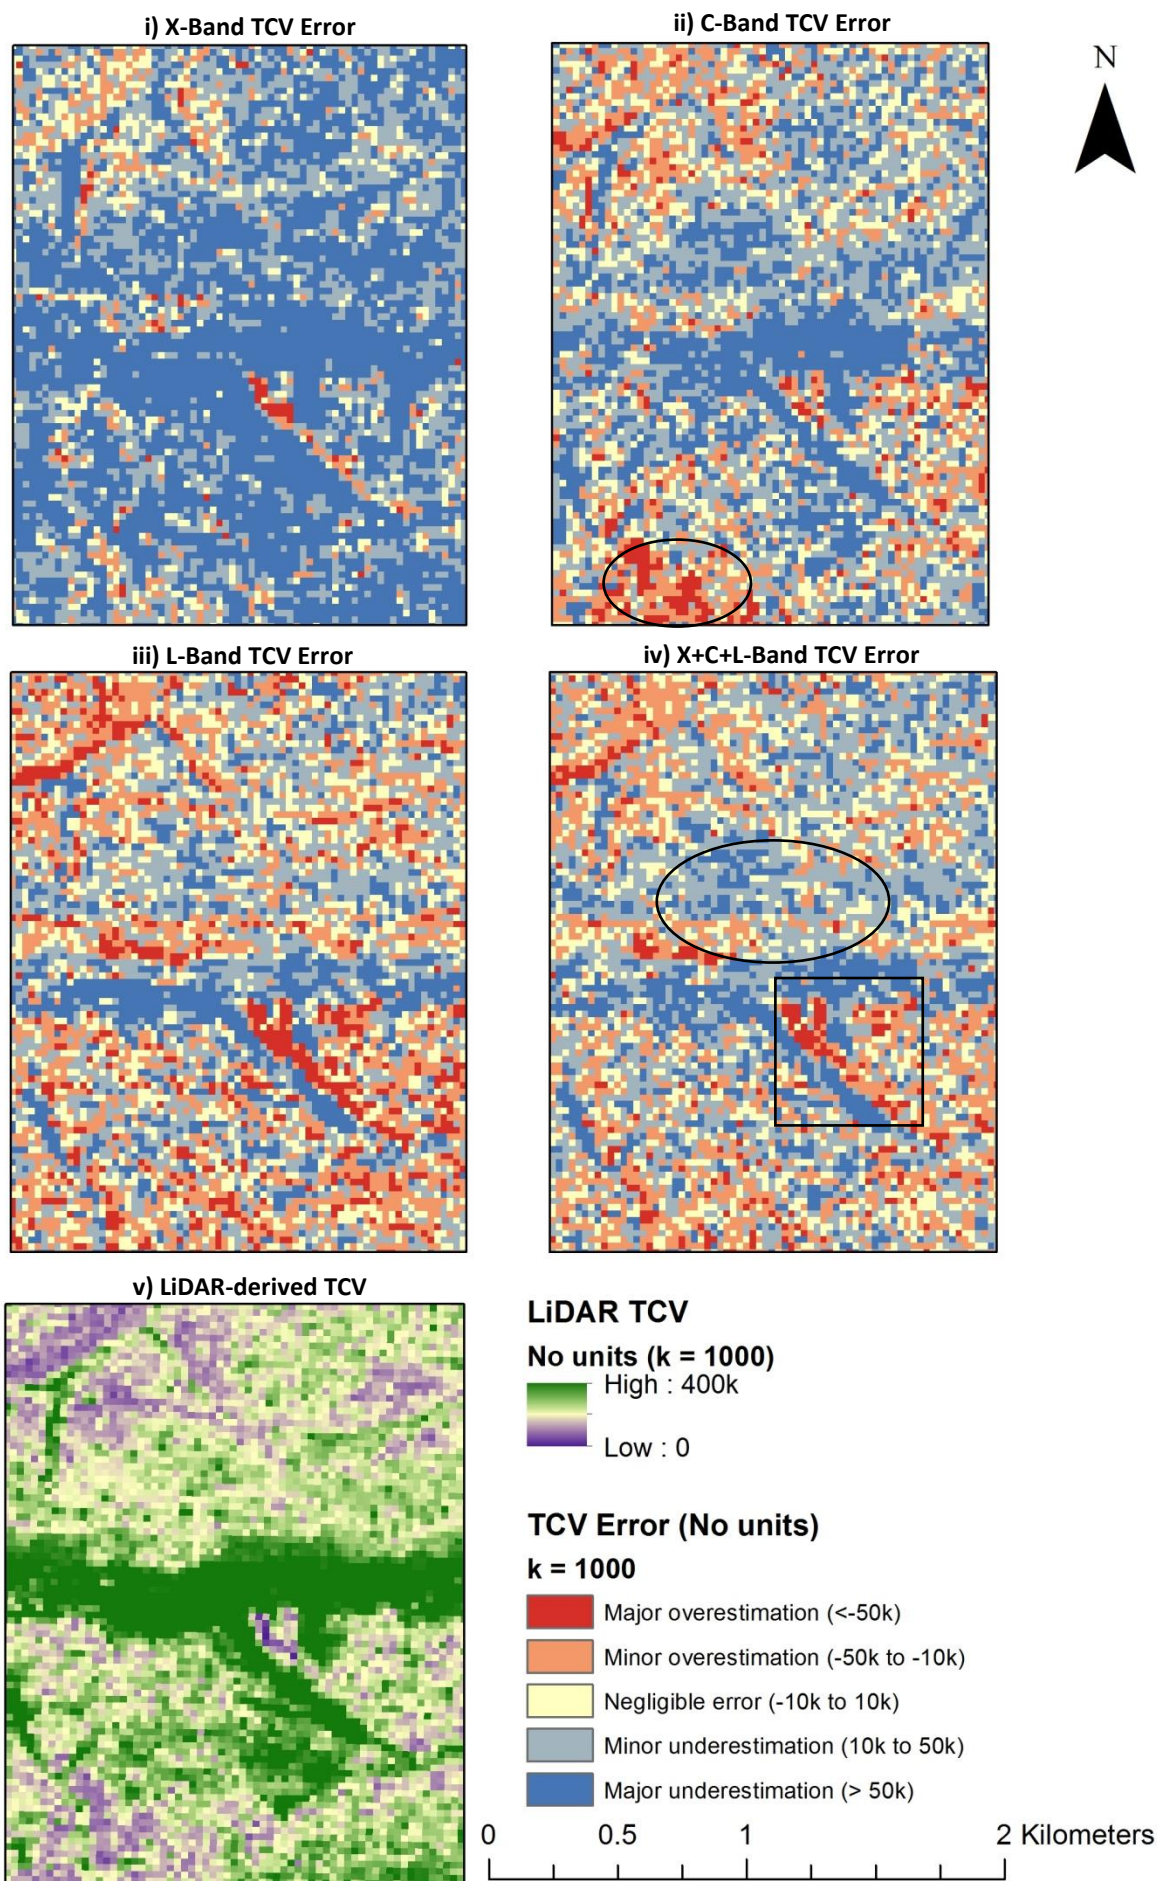 i) X-Band TCV Error
ii) C-Band TCV Error
N
iii) L-Band TCV Error
iv) X+C+L-Band TCV Error
v) LiDAR-derived TCV
LiDAR TCV
No units (k = 1000)
High : 400k
Low : 0
TCV Error (No units)
k = 1000
Major overestimation (<-50k)
Minor overestimation (-50k to -10k)
Negligible error (-10k to 10k)
Minor underestimation (10k to 50k)
Major underestimation (> 50k)
0 0.5 1 2 Kilometers